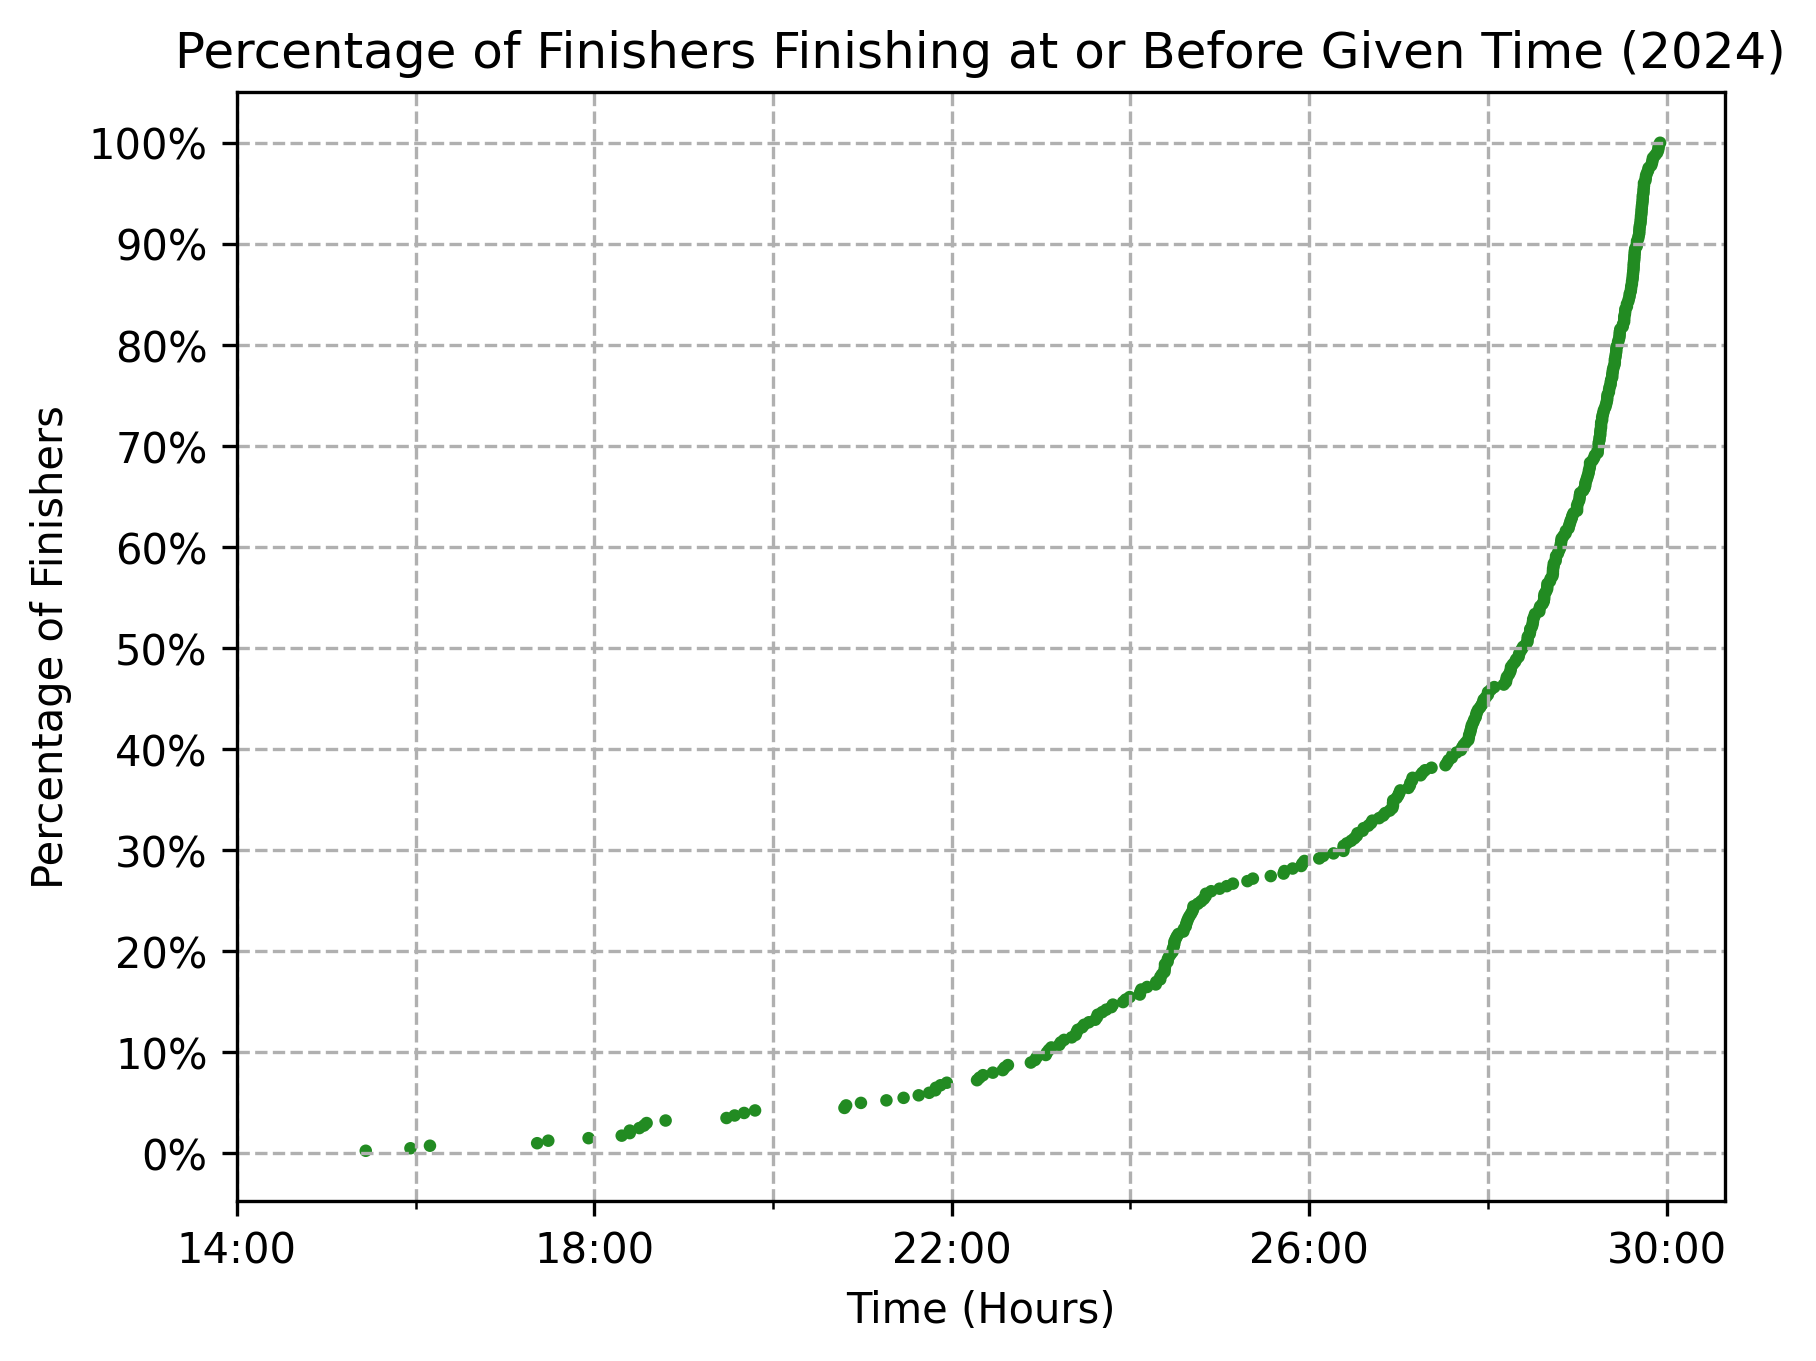 Percentage of Finishers Finishing at or Before Given Time (2024)
100%
90%
80%
70%
60%
50%
40%
30%
20%
10%
0%
Percentage of Finishers
14:00 18:00 22:00 26:00 30:00
Time (Hours)